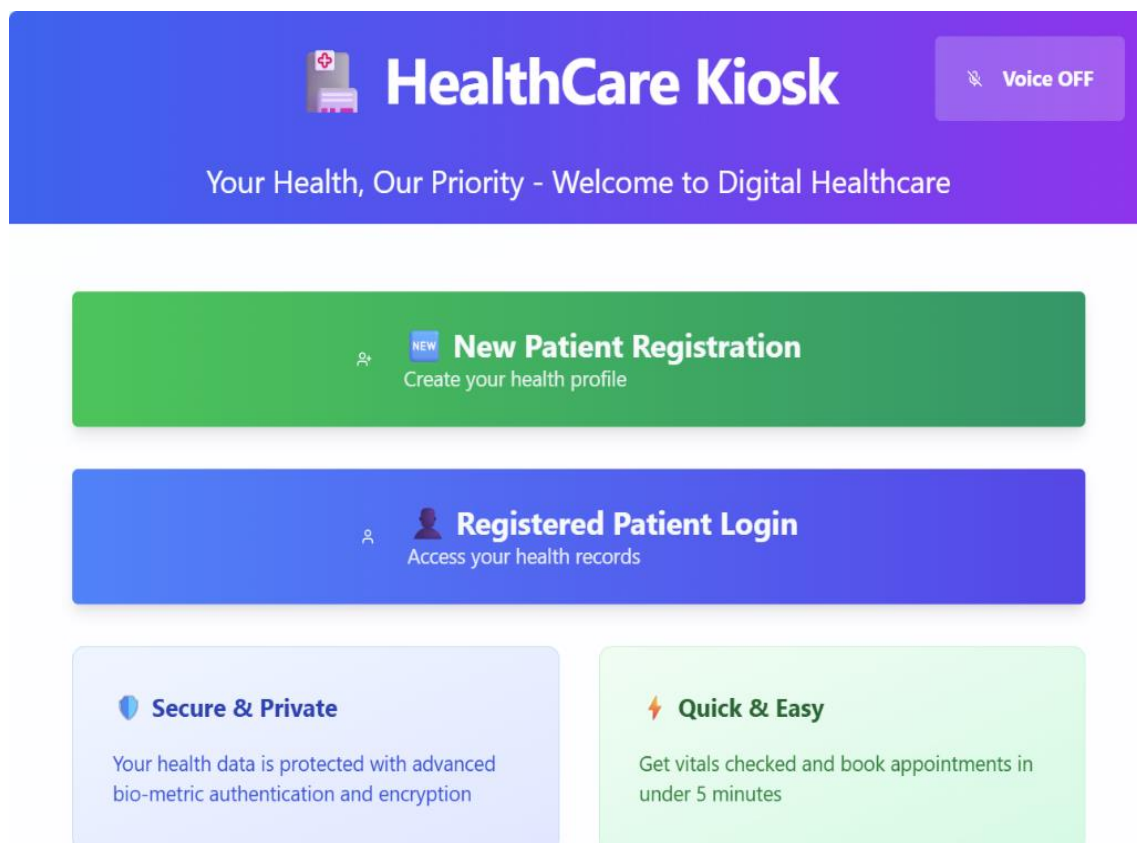 HealthCare Kiosk
Voice OFF
Your Health, Our Priority - Welcome to Digital Healthcare
NEW New Patient Registration
Create your health profile
Registered Patient Login
Access your health records
Secure & Private
Your health data is protected with advanced
bio-metric authentication and encryption
Quick & Easy
Get vitals checked and book appointments in
under 5 minutes